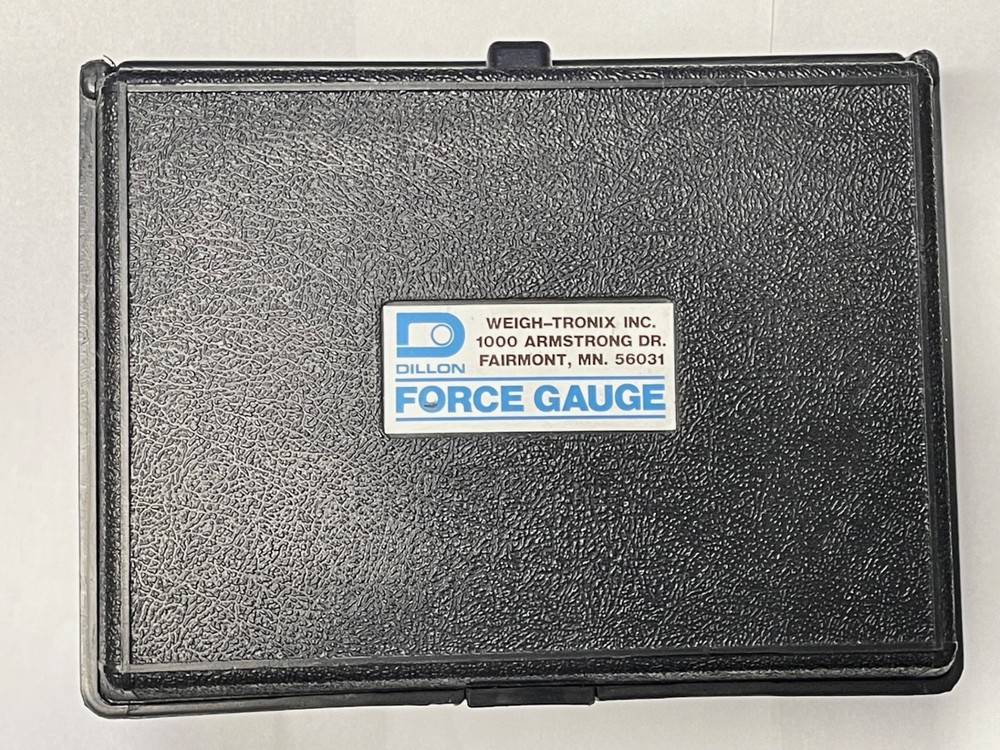 DILLON
WEIGH-TRONIX INC.
1000 ARMSTRONG DR.
FAIRMONT, MN. 56031
FORCE GAUGE